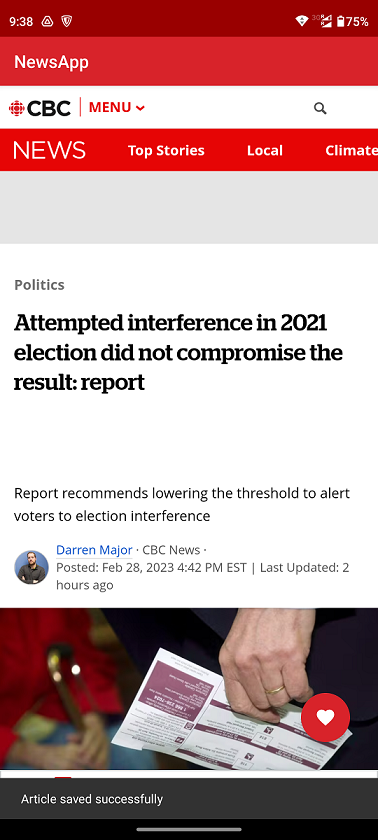 9:38 75%
NewsApp
CBC MENU
NEWS Top Stories Local Climate
Politics
Attempted interference in 2021
election did not compromise the
result: report
Report recommends lowering the threshold to alert
voters to election interference
Darren Major · CBC News ·
Posted: Feb 28, 2023 4:42 PM EST | Last Updated: 2
hours ago
Article saved successfully